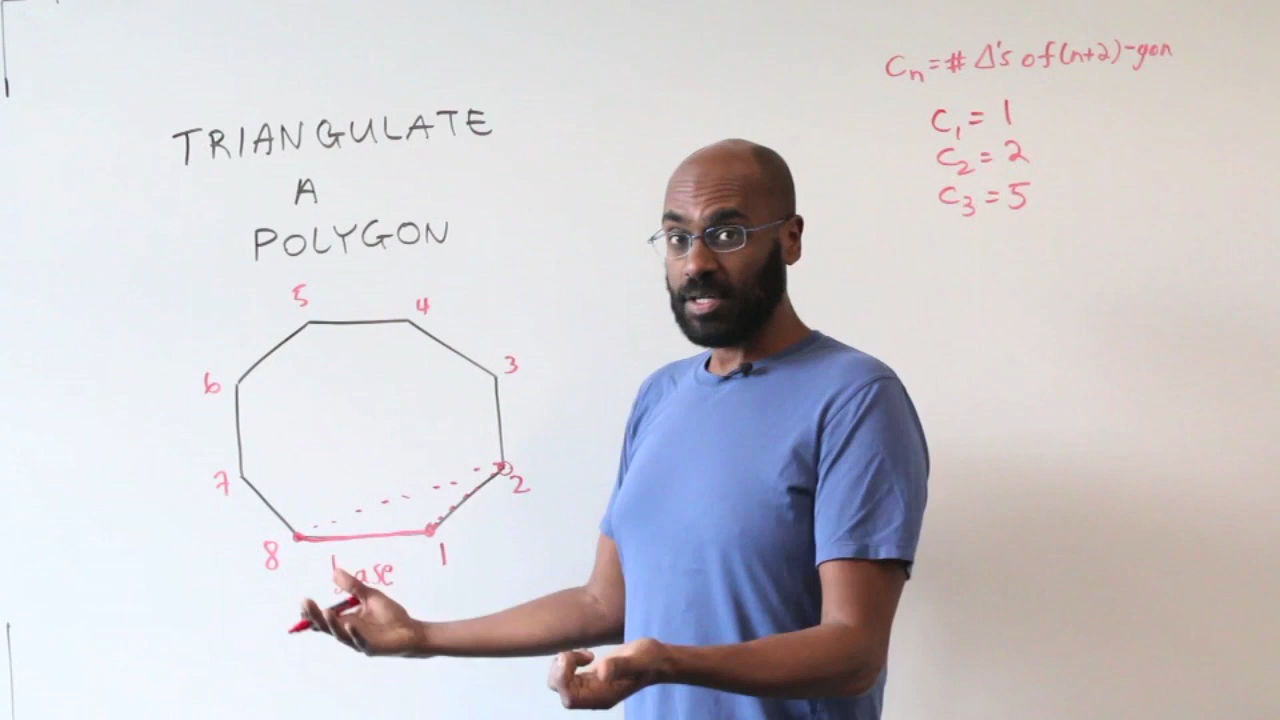 TRIANGULATE
A
POLYGON
5
4
6
3
7
2
8
1
base
Cn = # Δ's of (n+2)-gon
C1 = 1
C2 = 2
C3 = 5